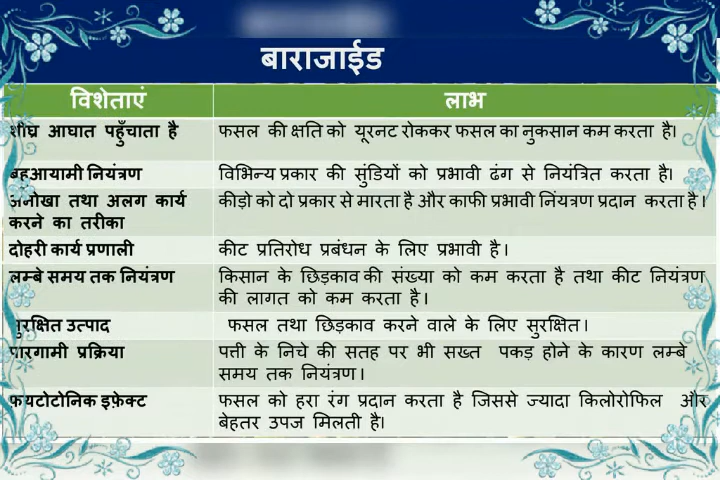 बाराजाईड
विशेताएं लाभ
शीघ्र आघात पहुँचाता है फसल की क्षति को यूरनट रोककर फसल का नुकसान कम करता है।
बहुआयामी नियंत्रण विभिन्य प्रकार की सुंडियों को प्रभावी ढंग से नियंत्रित करता है।
अनोखा तथा अलग कार्य कीड़ो को दो प्रकार से मारता है और काफी प्रभावी निंयत्रण प्रदान करता है।
करने का तरीका
दोहरी कार्य प्रणाली कीट प्रतिरोध प्रबंधन के लिए प्रभावी है।
लम्बे समय तक नियंत्रण किसान के छिड़काव की संख्या को कम करता है तथा कीट नियंत्रण
की लागत को कम करता है।
सुरक्षित उत्पाद फसल तथा छिड़काव करने वाले के लिए सुरक्षित।
पारगामी प्रक्रिया पत्ती के निचे की सतह पर भी सख्त पकड़ होने के कारण लम्बे
समय तक नियंत्रण।
फयटोटोनिक इफ़ेक्ट फसल को हरा रंग प्रदान करता है जिससे ज्यादा किलोरोफिल और
बेहतर उपज मिलती है।